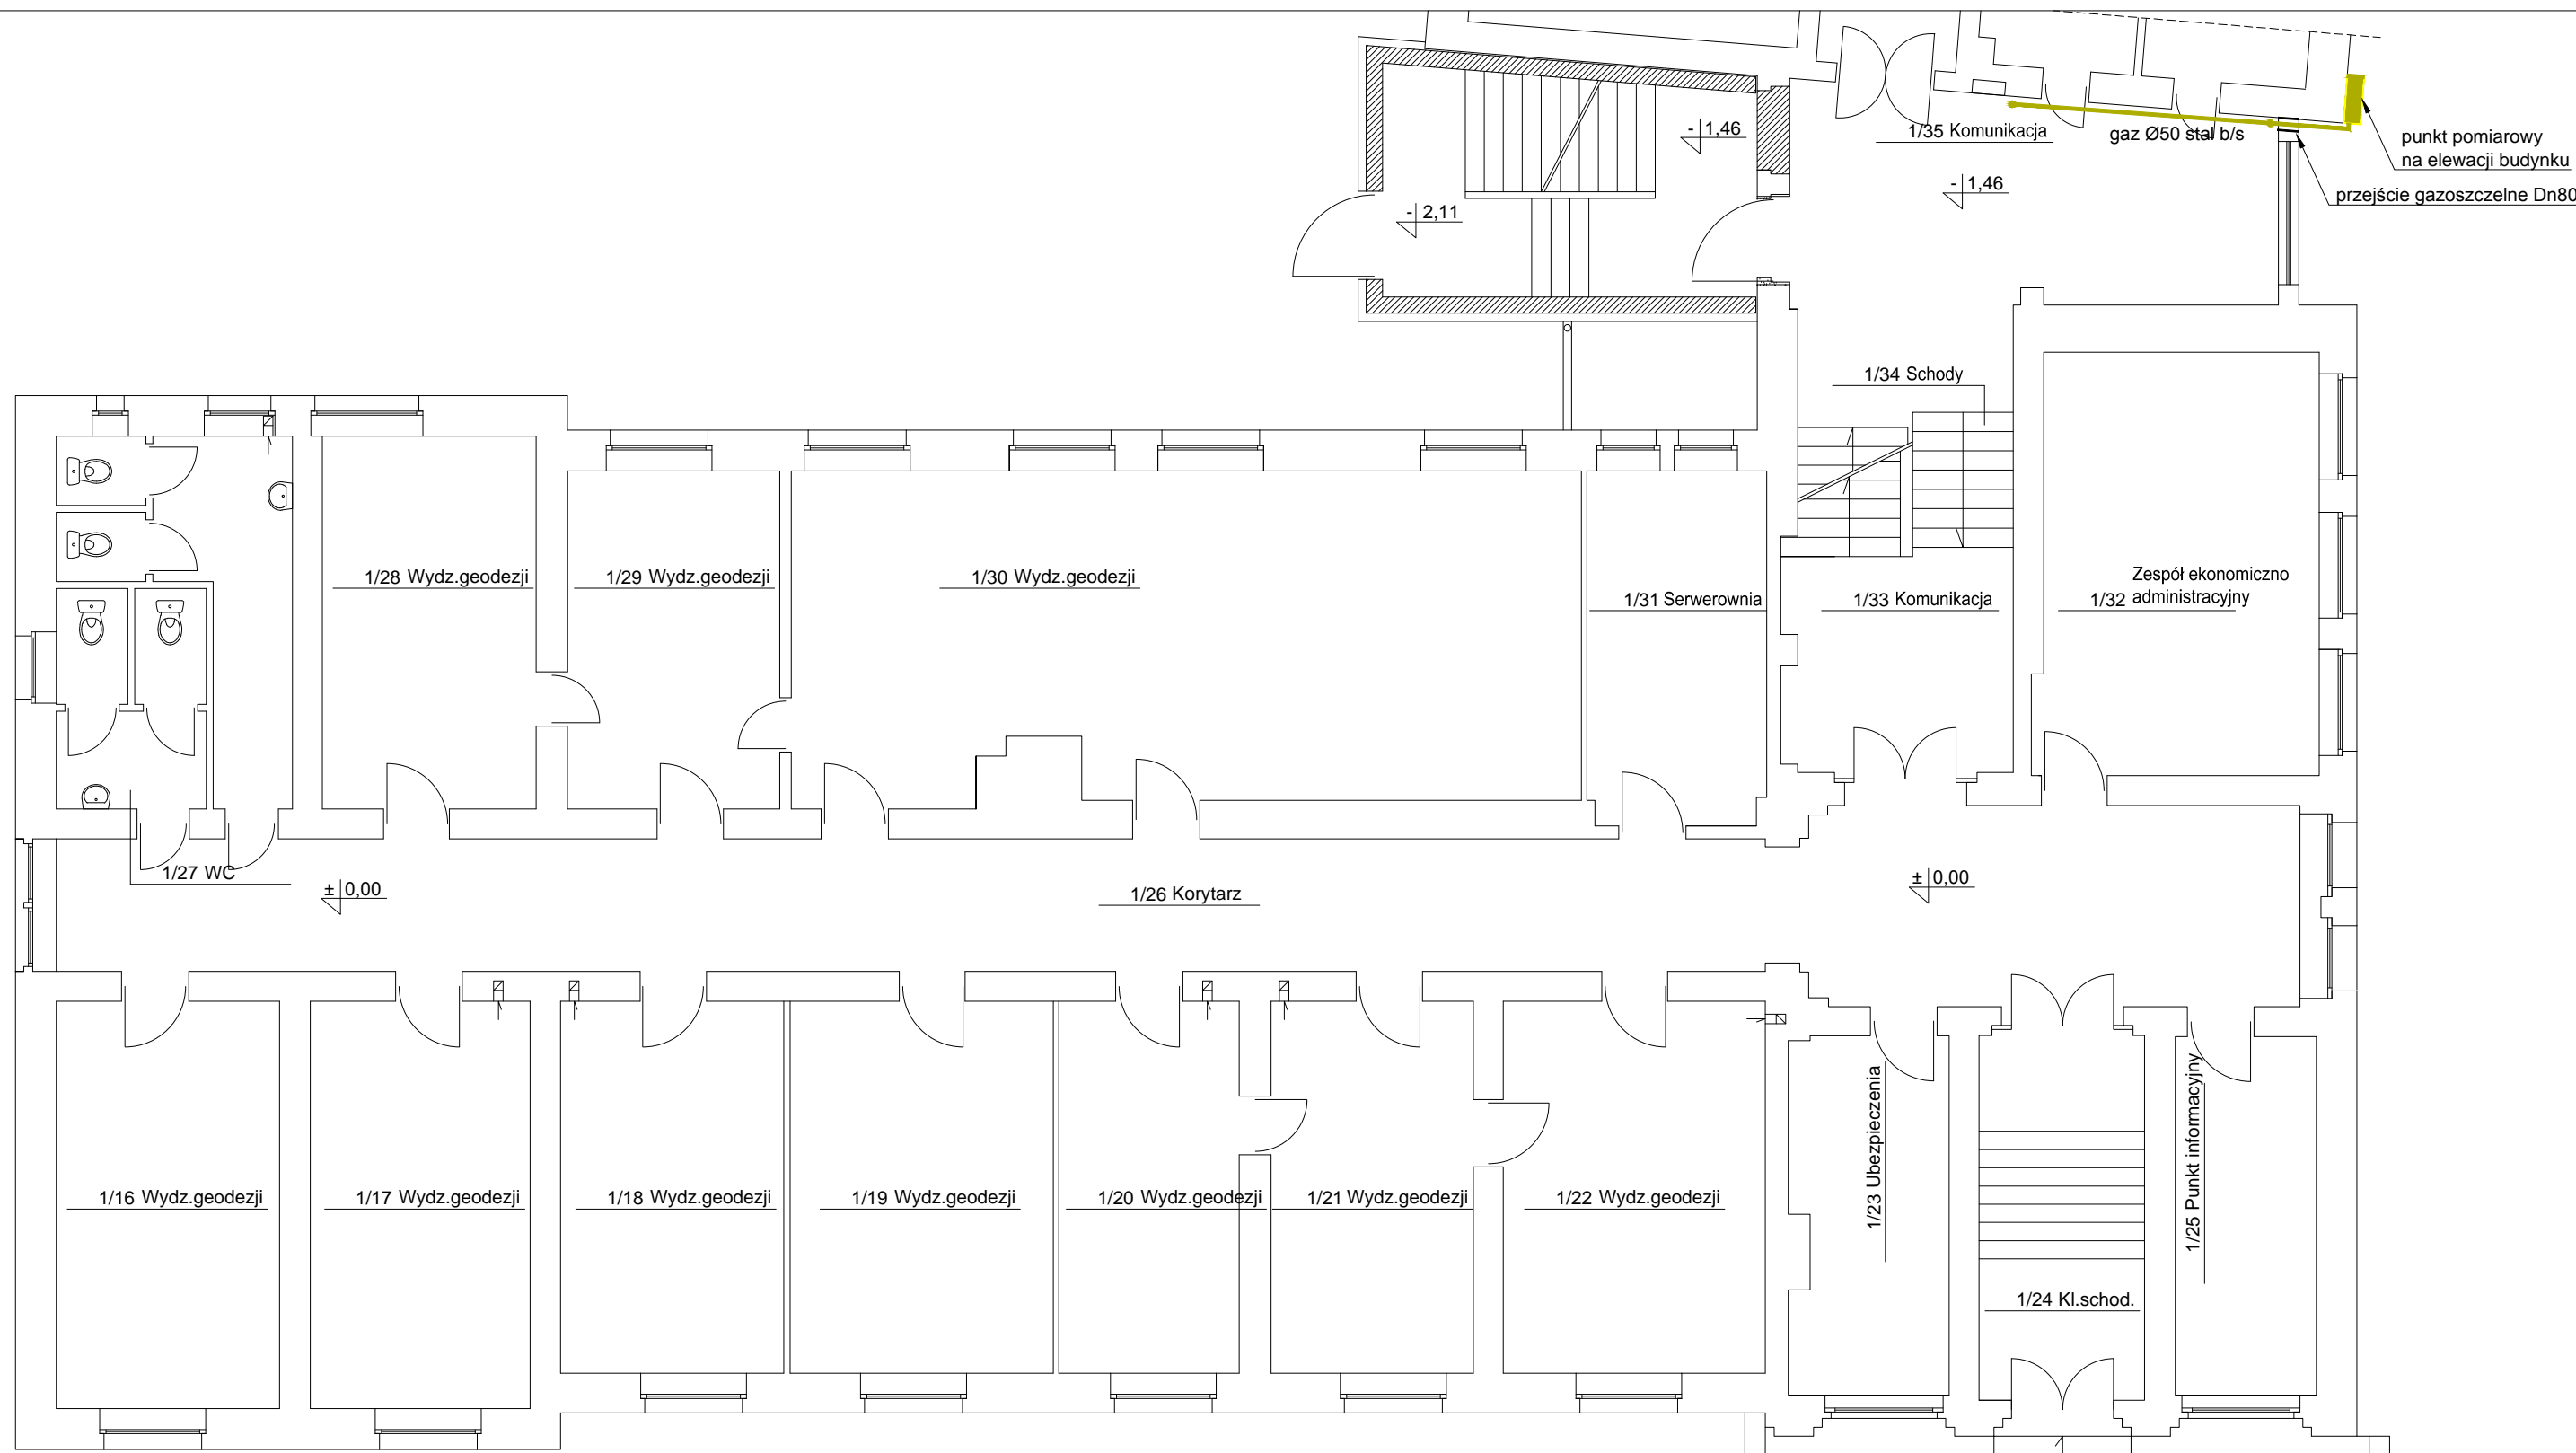 1/35 Komunikacja
gaz Ø50 stal b/s
punkt pomiarowy
na elewacji budynku
przejście gazoszczelne Dn80
- 1,46
- 1,46
- 2,11
1/34 Schody
1/28 Wydz.geodezji
1/29 Wydz.geodezji
1/30 Wydz.geodezji
1/31 Serwerownia
1/33 Komunikacja
Zespół ekonomiczno
1/32 administracyjny
1/27 WC
± 0,00
1/26 Korytarz
± 0,00
1/16 Wydz.geodezji
1/17 Wydz.geodezji
1/18 Wydz.geodezji
1/19 Wydz.geodezji
1/20 Wydz.geodezji
1/21 Wydz.geodezji
1/22 Wydz.geodezji
1/23 Ubezpieczenia
1/24 Kl.schod.
1/25 Punkt informacyjny